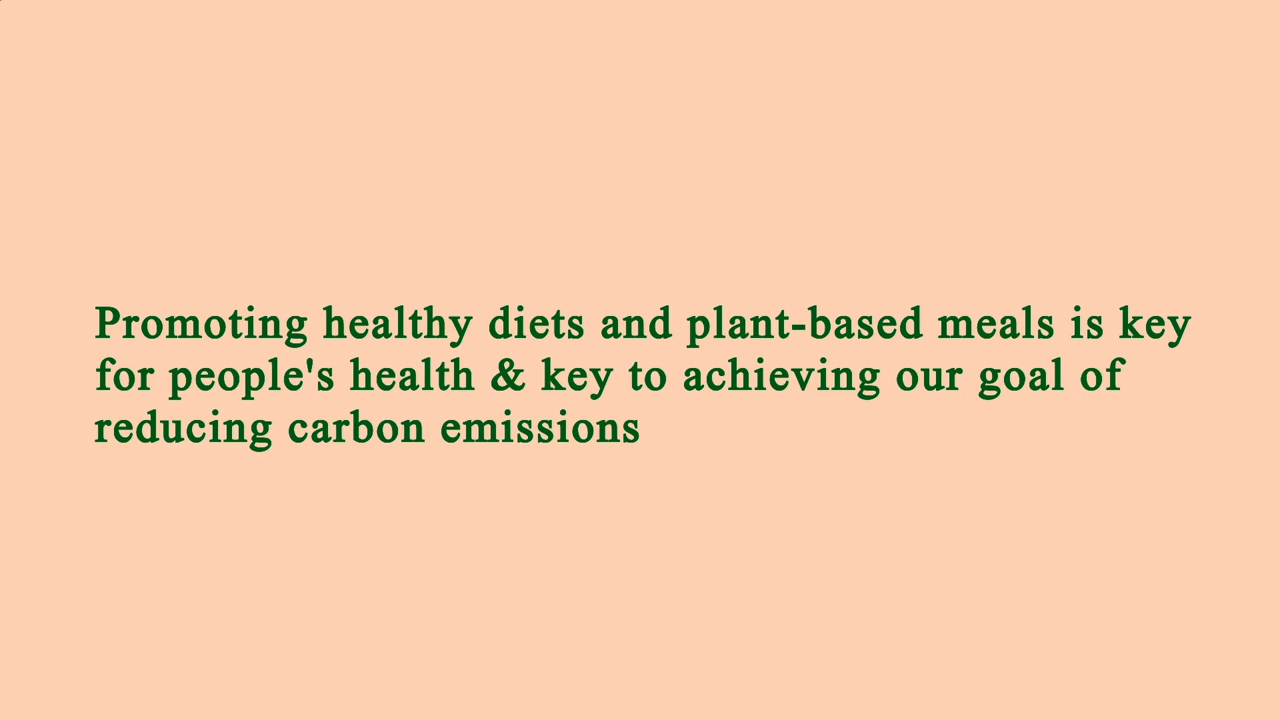 Promoting healthy diets and plant-based meals is key
for people's health & key to achieving our goal of
reducing carbon emissions